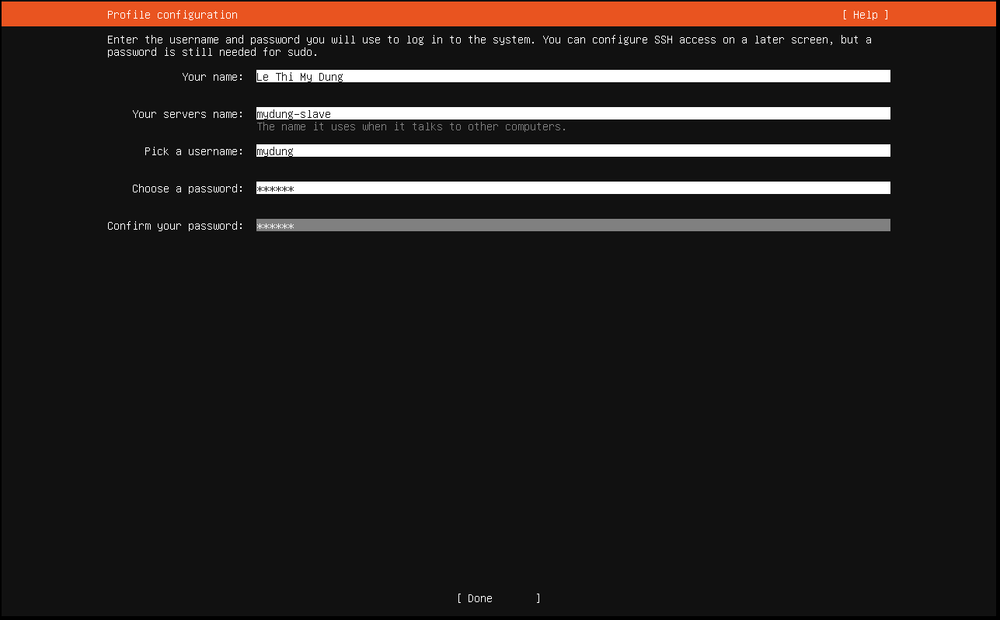 Profile configuration [ Help ]
Enter the username and password you will use to log in to the system. You can configure SSH access on a later screen, but a
password is still needed for sudo.
Your name: Le Thi My Dung
Your servers name: mydung-slave
The name it uses when it talks to other computers.
Pick a username: mydung
Choose a password: ******
Confirm your password: ******
[ Done ]